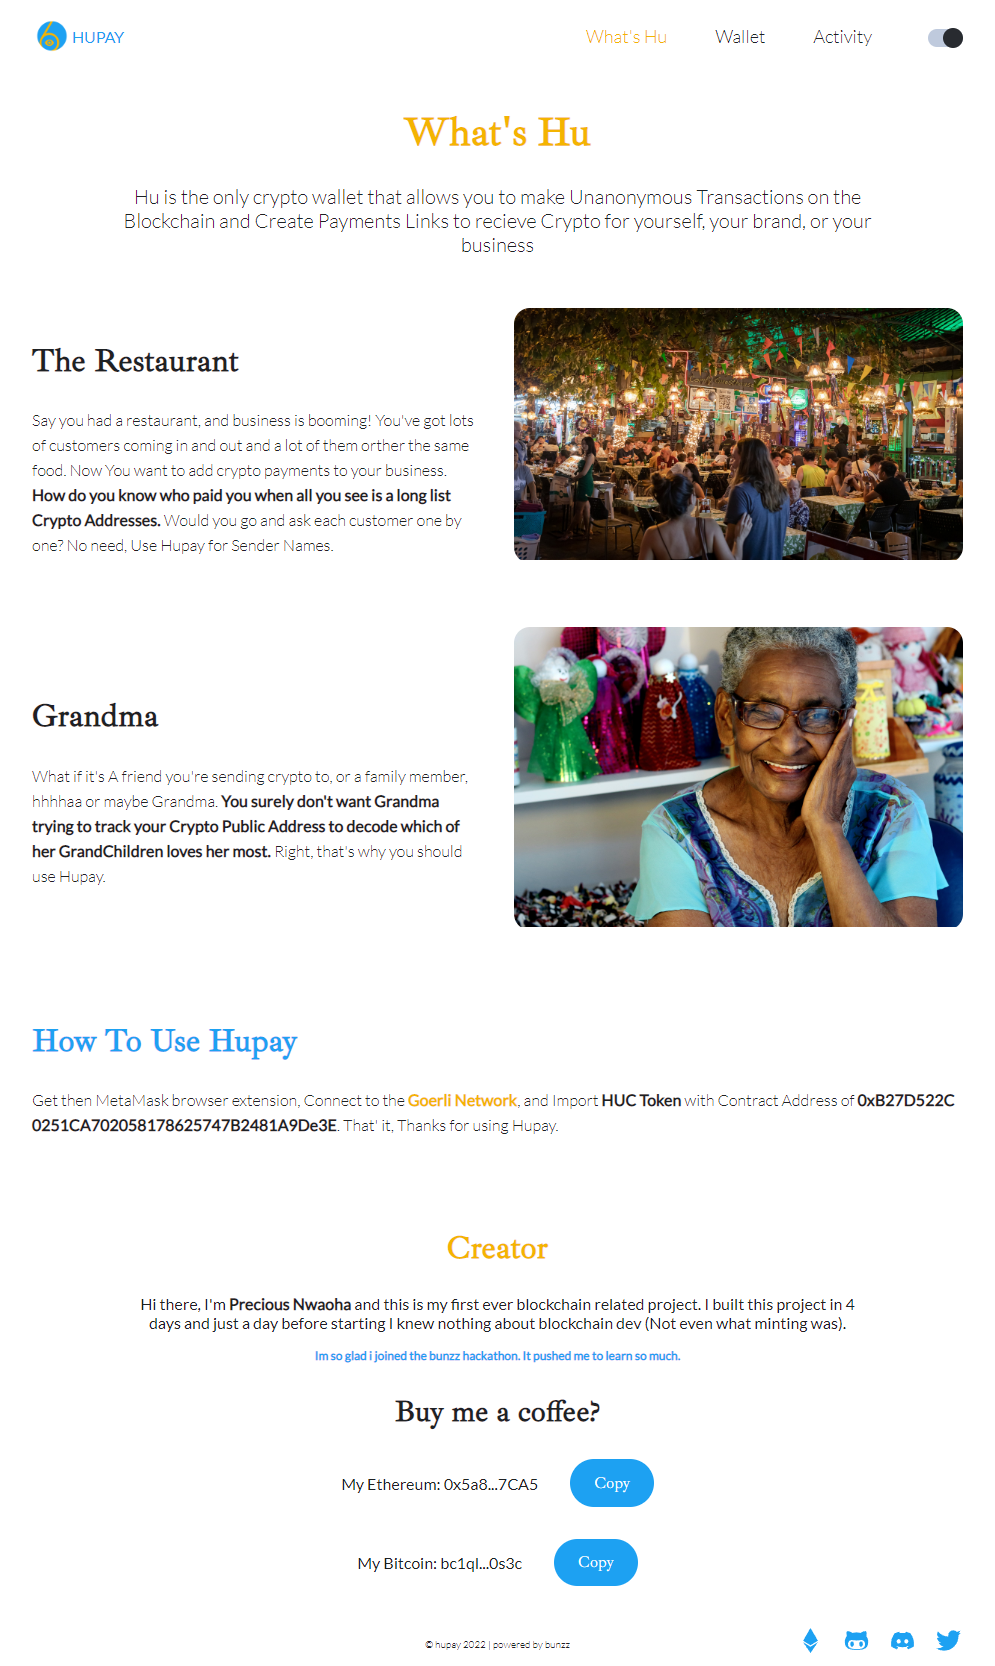 HUPAY
What's Hu
Wallet
Activity
What's Hu
Hu is the only crypto wallet that allows you to make Unanonymous Transactions on the
Blockchain and Create Payments Links to recieve Crypto for yourself, your brand, or your
business
The Restaurant
Say you had a restaurant, and business is booming! You've got lots
of customers coming in and out and a lot of them orther the same
food. Now You want to add crypto payments to your business.
How do you know who paid you when all you see is a long list
Crypto Addresses. Would you go and ask each customer one by
one? No need, Use Hupay for Sender Names.
Grandma
What if it's A friend you're sending crypto to, or a family member,
hhhhaa or maybe Grandma. You surely don't want Grandma
trying to track your Crypto Public Address to decode which of
her GrandChildren loves her most. Right, that's why you should
use Hupay.
How To Use Hupay
Get then MetaMask browser extension, Connect to the Goerli Network, and Import HUC Token with Contract Address of 0xB27D522C
0251CA702058178625747B2481A9De3E. That' it, Thanks for using Hupay.
Creator
Hi there, I'm Precious Nwaoha and this is my first ever blockchain related project. I built this project in 4
days and just a day before starting I knew nothing about blockchain dev (Not even what minting was).
Im so glad i joined the bunzz hackathon. It pushed me to learn so much.
Buy me a coffee?
My Ethereum: 0x5a8...7CA5
Copy
My Bitcoin: bc1ql...0s3c
Copy
© hupay 2022 | powered by bunzz